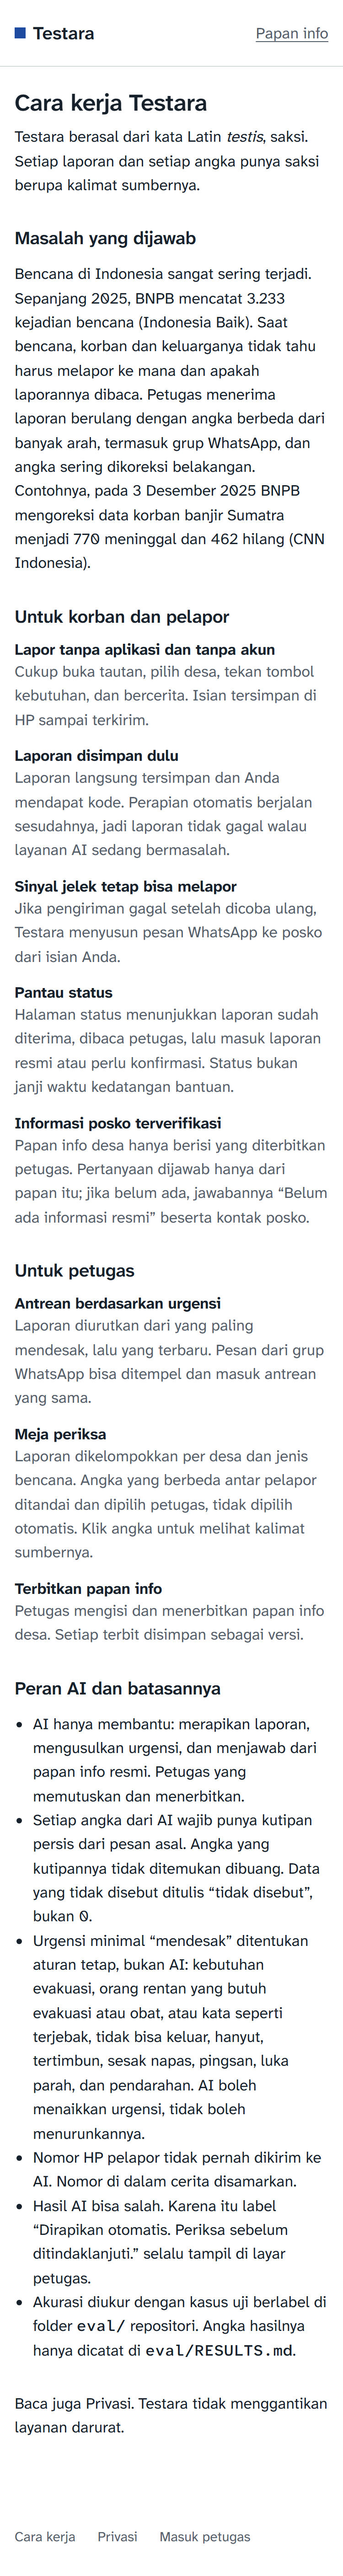 Testara
Papan info
Cara kerja Testara
Testara berasal dari kata Latin testis, saksi.
Setiap laporan dan setiap angka punya saksi
berupa kalimat sumbernya.
Masalah yang dijawab
Bencana di Indonesia sangat sering terjadi.
Sepanjang 2025, BNPB mencatat 3.233
kejadian bencana (Indonesia Baik). Saat
bencana, korban dan keluarganya tidak tahu
harus melapor ke mana dan apakah
laporannya dibaca. Petugas menerima
laporan berulang dengan angka berbeda dari
banyak arah, termasuk grup WhatsApp, dan
angka sering dikoreksi belakangan.
Contohnya, pada 3 Desember 2025 BNPB
mengoreksi data korban banjir Sumatra
menjadi 770 meninggal dan 462 hilang (CNN
Indonesia).
Untuk korban dan pelapor
Lapor tanpa aplikasi dan tanpa akun
Cukup buka tautan, pilih desa, tekan tombol
kebutuhan, dan bercerita. Isian tersimpan di
HP sampai terkirim.
Laporan disimpan dulu
Laporan langsung tersimpan dan Anda
mendapat kode. Perapian otomatis berjalan
sesudahnya, jadi laporan tidak gagal walau
layanan AI sedang bermasalah.
Sinyal jelek tetap bisa melapor
Jika pengiriman gagal setelah dicoba ulang,
Testara menyusun pesan WhatsApp ke posko
dari isian Anda.
Pantau status
Halaman status menunjukkan laporan sudah
diterima, dibaca petugas, lalu masuk laporan
resmi atau perlu konfirmasi. Status bukan
janji waktu kedatangan bantuan.
Informasi posko terverifikasi
Papan info desa hanya berisi yang diterbitkan
petugas. Pertanyaan dijawab hanya dari
papan itu; jika belum ada, jawabannya “Belum
ada informasi resmi” beserta kontak posko.
Untuk petugas
Antrean berdasarkan urgensi
Laporan diurutkan dari yang paling
mendesak, lalu yang terbaru. Pesan dari grup
WhatsApp bisa ditempel dan masuk antrean
yang sama.
Meja periksa
Laporan dikelompokkan per desa dan jenis
bencana. Angka yang berbeda antar pelapor
ditandai dan dipilih petugas, tidak dipilih
otomatis. Klik angka untuk melihat kalimat
sumbernya.
Terbitkan papan info
Petugas mengisi dan menerbitkan papan info
desa. Setiap terbit disimpan sebagai versi.
Peran AI dan batasannya
• AI hanya membantu: merapikan laporan,
mengusulkan urgensi, dan menjawab dari
papan info resmi. Petugas yang
memutuskan dan menerbitkan.
• Setiap angka dari AI wajib punya kutipan
persis dari pesan asal. Angka yang
kutipannya tidak ditemukan dibuang. Data
yang tidak disebut ditulis “tidak disebut”,
bukan 0.
• Urgensi minimal “mendesak” ditentukan
aturan tetap, bukan AI: kebutuhan
evakuasi, orang rentan yang butuh
evakuasi atau obat, atau kata seperti
terjebak, tidak bisa keluar, hanyut,
tertimbun, sesak napas, pingsan, luka
parah, dan pendarahan. AI boleh
menaikkan urgensi, tidak boleh
menurunkannya.
• Nomor HP pelapor tidak pernah dikirim ke
AI. Nomor di dalam cerita disamarkan.
• Hasil AI bisa salah. Karena itu label
“Dirapikan otomatis. Periksa sebelum
ditindaklanjuti.” selalu tampil di layar
petugas.
• Akurasi diukur dengan kasus uji berlabel di
folder eval/ repositori. Angka hasilnya
hanya dicatat di eval/RESULTS.md.
Baca juga Privasi. Testara tidak menggantikan
layanan darurat.
Cara kerja
Privasi
Masuk petugas